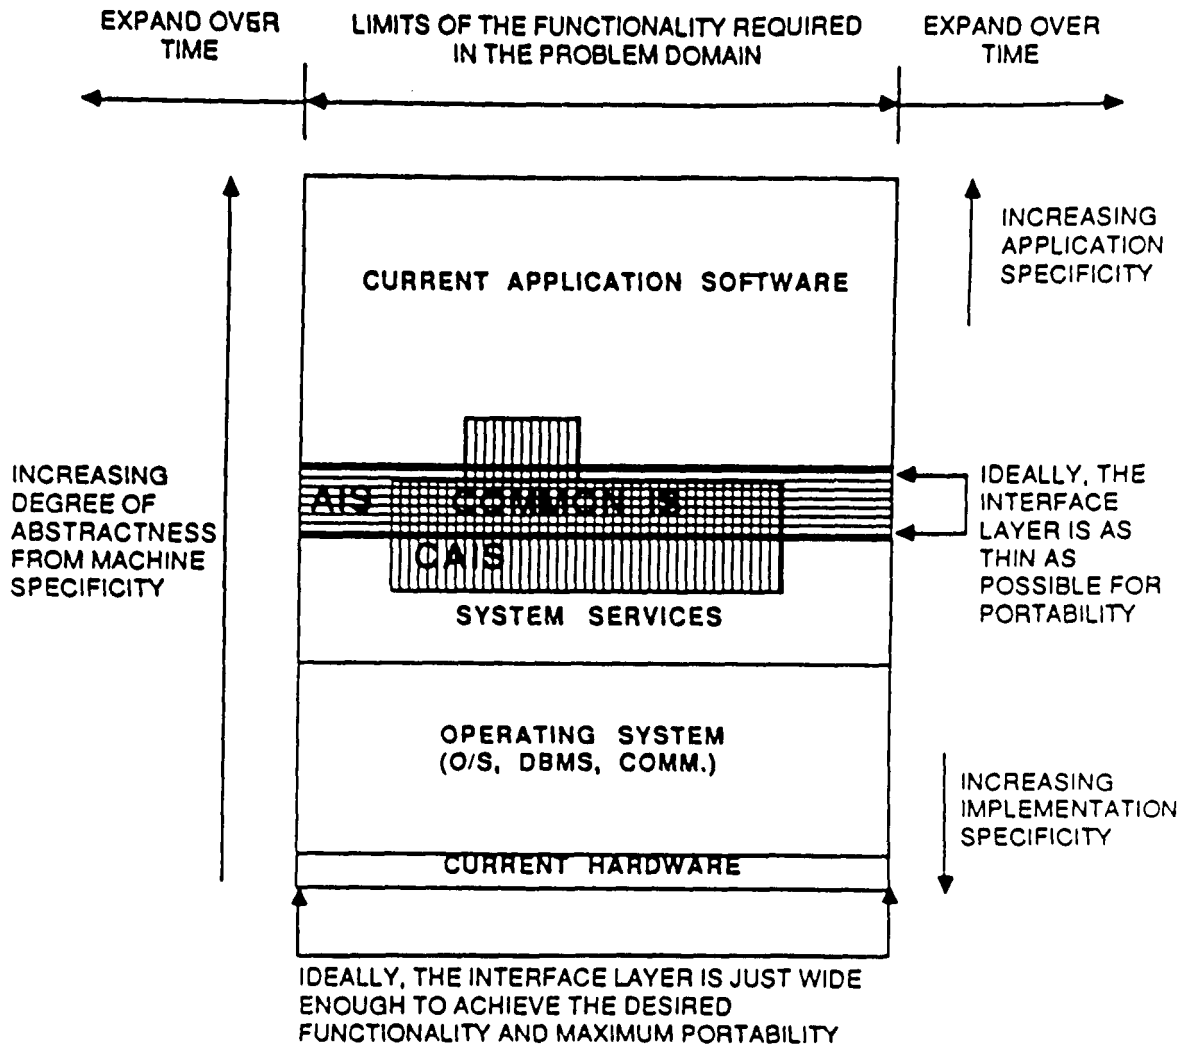 EXPAND OVER
TIME
LIMITS OF THE FUNCTIONALITY REQUIRED
IN THE PROBLEM DOMAIN
EXPAND OVER
TIME
INCREASING
APPLICATION
SPECIFICITY
CURRENT APPLICATION SOFTWARE
INCREASING
DEGREE OF
ABSTRACTNESS
FROM MACHINE
SPECIFICITY
AIS
COMMON IS
CAIS
IDEALLY, THE
INTERFACE
LAYER IS AS
THIN AS
POSSIBLE FOR
PORTABILITY
SYSTEM SERVICES
OPERATING SYSTEM
(O/S, DBMS, COMM.)
INCREASING
IMPLEMENTATION
SPECIFICITY
CURRENT HARDWARE
IDEALLY, THE INTERFACE LAYER IS JUST WIDE
ENOUGH TO ACHIEVE THE DESIRED
FUNCTIONALITY AND MAXIMUM PORTABILITY